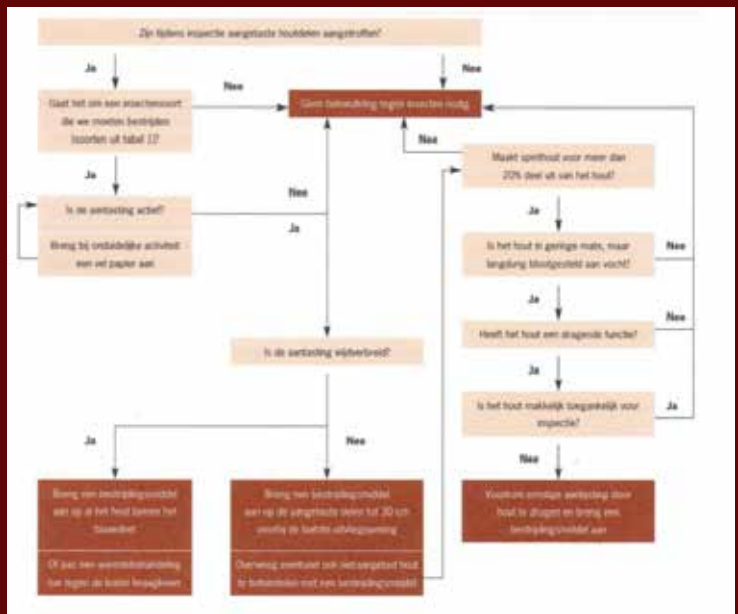 Zijn tijdens inspectie aangetaste houtdelen aangetroffen?
Ja
Nee
Gaat het om een insectensoort
die we moeten bestrijden
(soorten uit tabel 1)?
Nee
Geen behandeling tegen insecten nodig
Ja
Is de aantasting actief?
Breng bij onduidelijke activiteit
een vel papier aan
Nee
Ja
Nee
Maakt spinthout voor meer dan
20% deel uit van het hout?
Ja
Is het hout in geringe mate, maar
langdurig blootgesteld aan vocht?
Nee
Ja
Heeft het hout een dragende functie?
Nee
Ja
Is het hout makkelijk toegankelijk voor
inspectie?
Ja
Nee
Is de aantasting wijdverbreid?
Ja
Nee
Breng een bestrijdingsmiddel
aan op al het hout binnen het
Of pas een warmtebehandeling
toe tegen de
Breng een bestrijdingsmiddel
aan op de aangetaste delen tot 30 cm
voorbij de laatste uitvliegopening
Overweeg eventueel ook niet-aangetast hout
te behandelen met een bestrijdingsmiddel
Voorkom ernstige aantasting door
hout te drogen en breng een
bestrijdingsmiddel aan